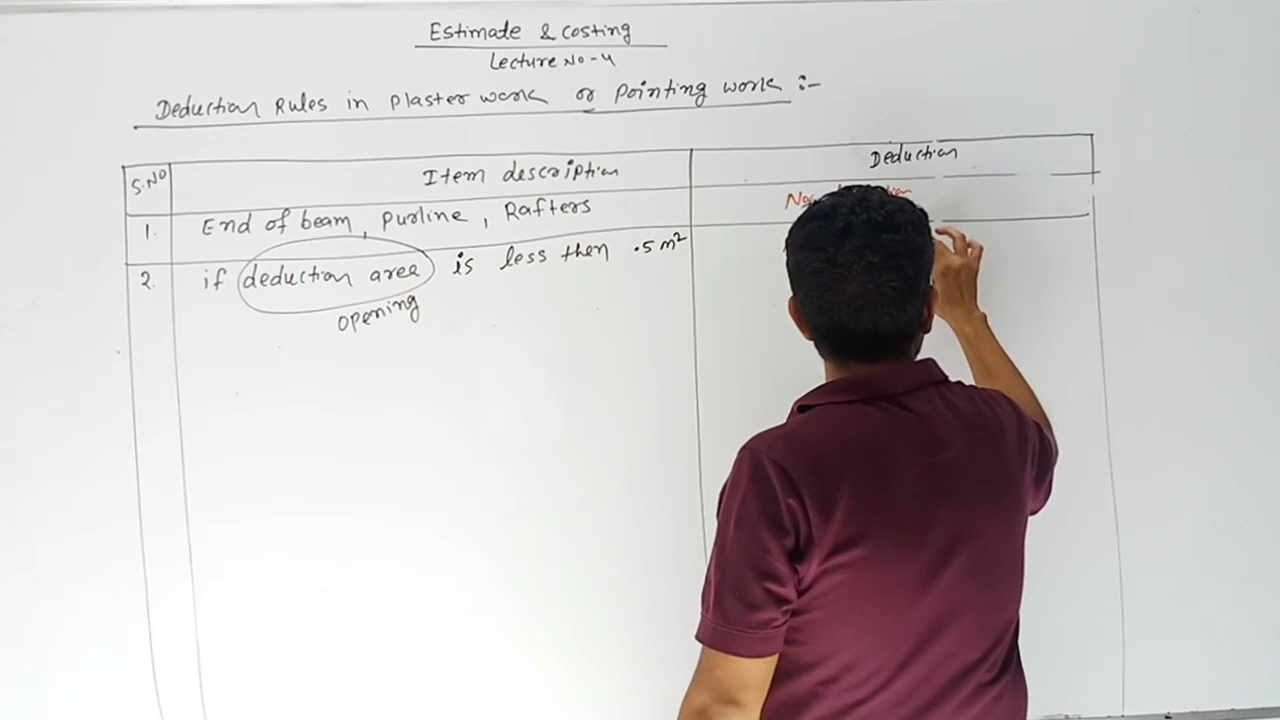 Estimate & costing
Lecture No-4
Deduction Rules in plaster work or pointing work :-
S.NO Item description Deduction
1. End of beam, purline, Rafters No
2. if deduction area is less then .5 m²
opening